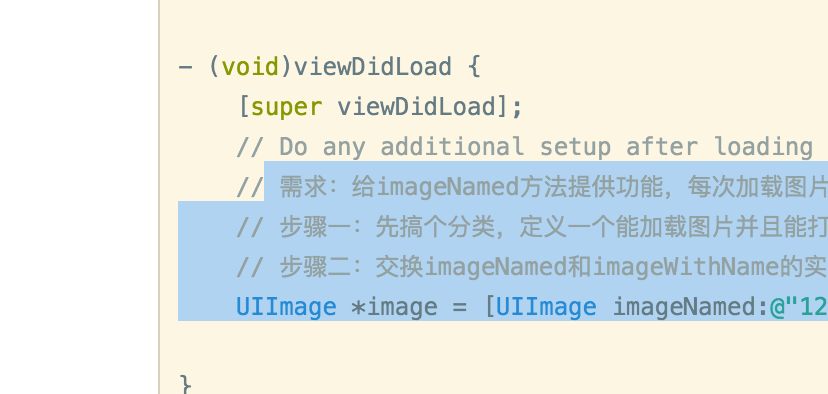 - (void)viewDidLoad {
[super viewDidLoad];
// Do any additional setup after loading
// 需求：给imageNamed方法提供功能，每次加载图片
// 步骤一：先搞个分类，定义一个能加载图片并且能打
// 步骤二：交换imageNamed和imageWithName的实
UIImage *image = [UIImage imageNamed:@"12
}